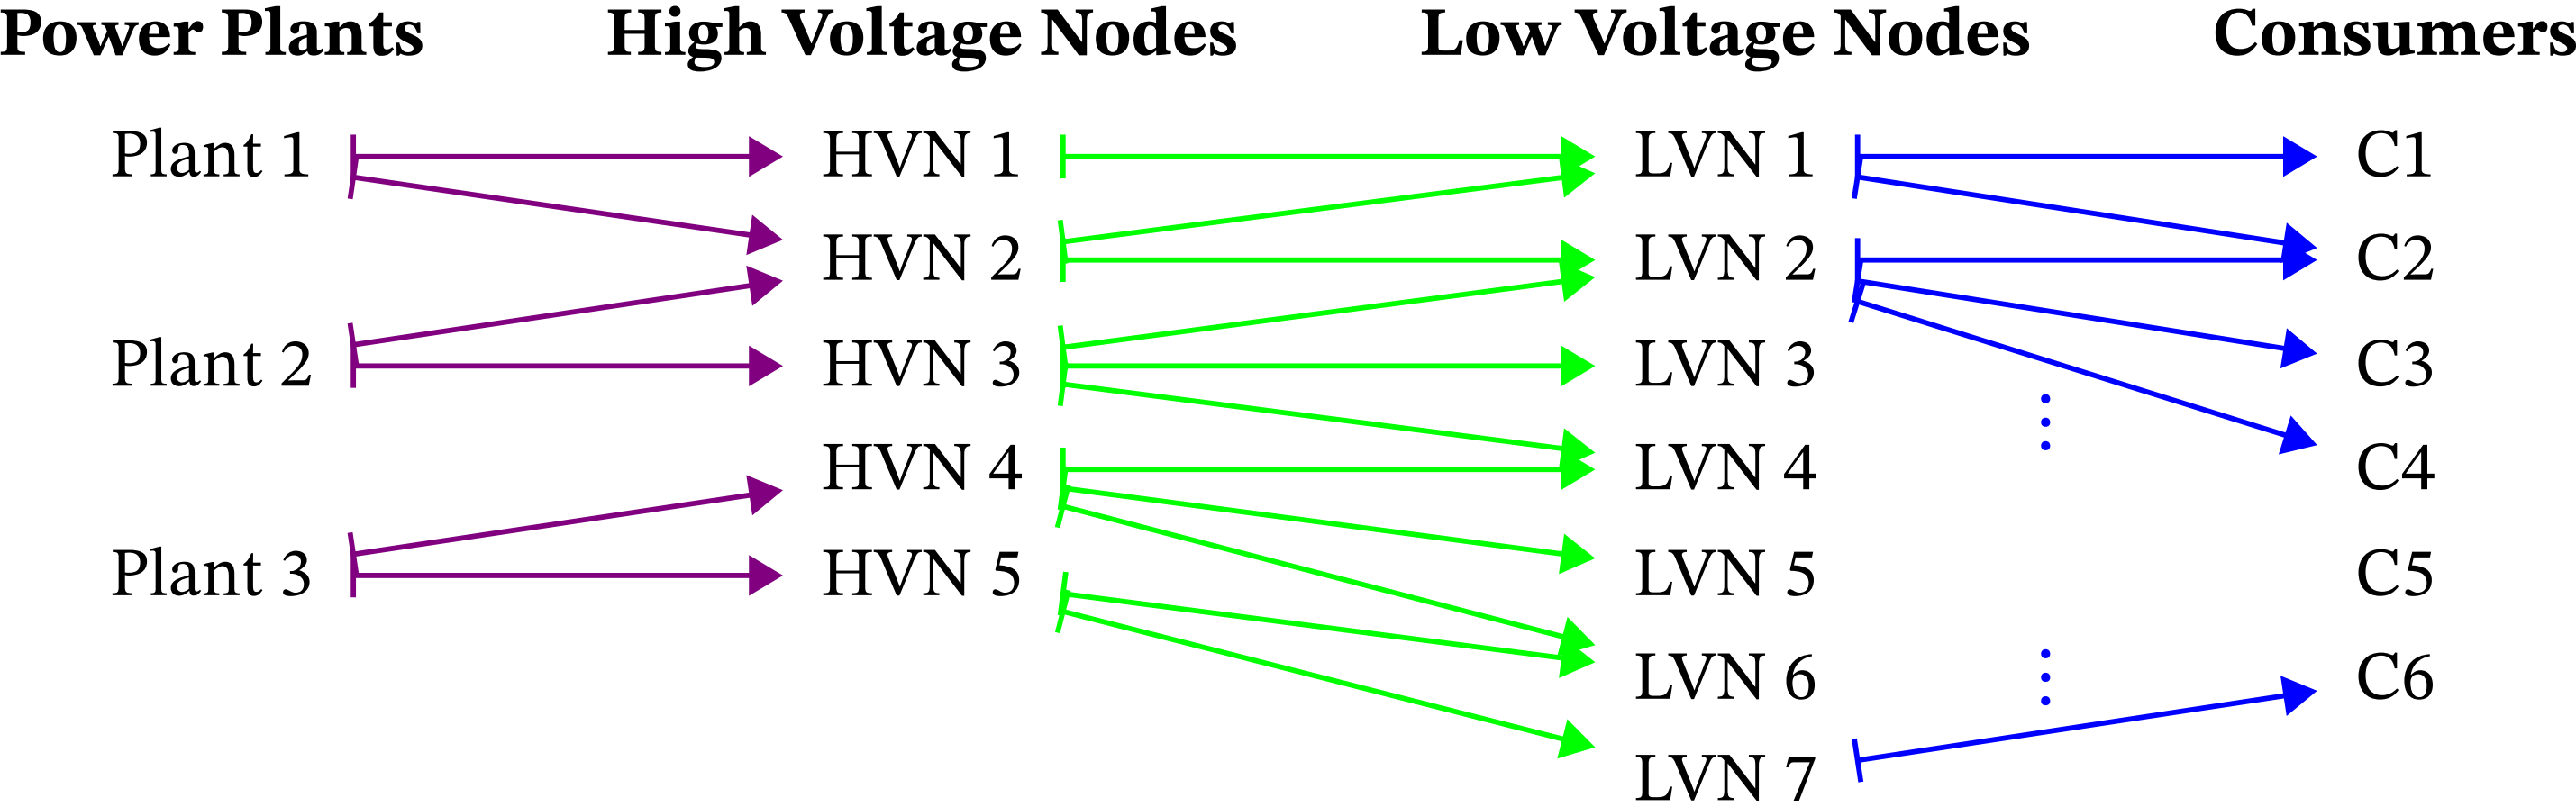 Power Plants High Voltage Nodes Low Voltage Nodes Consumers
Plant 1 HVN 1 LVN 1 C1
HVN 2 LVN 2 C2
Plant 2 HVN 3 LVN 3 C3
HVN 4 LVN 4 C4
Plant 3 HVN 5 LVN 5 C5
LVN 6 C6
LVN 7